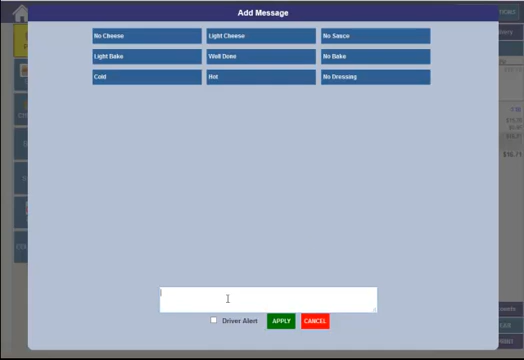 Add Message
No Cheese Light Cheese No Sauce
Light Bake Well Done No Bake
Cold Hot No Dressing
Driver Alert APPLY CANCEL